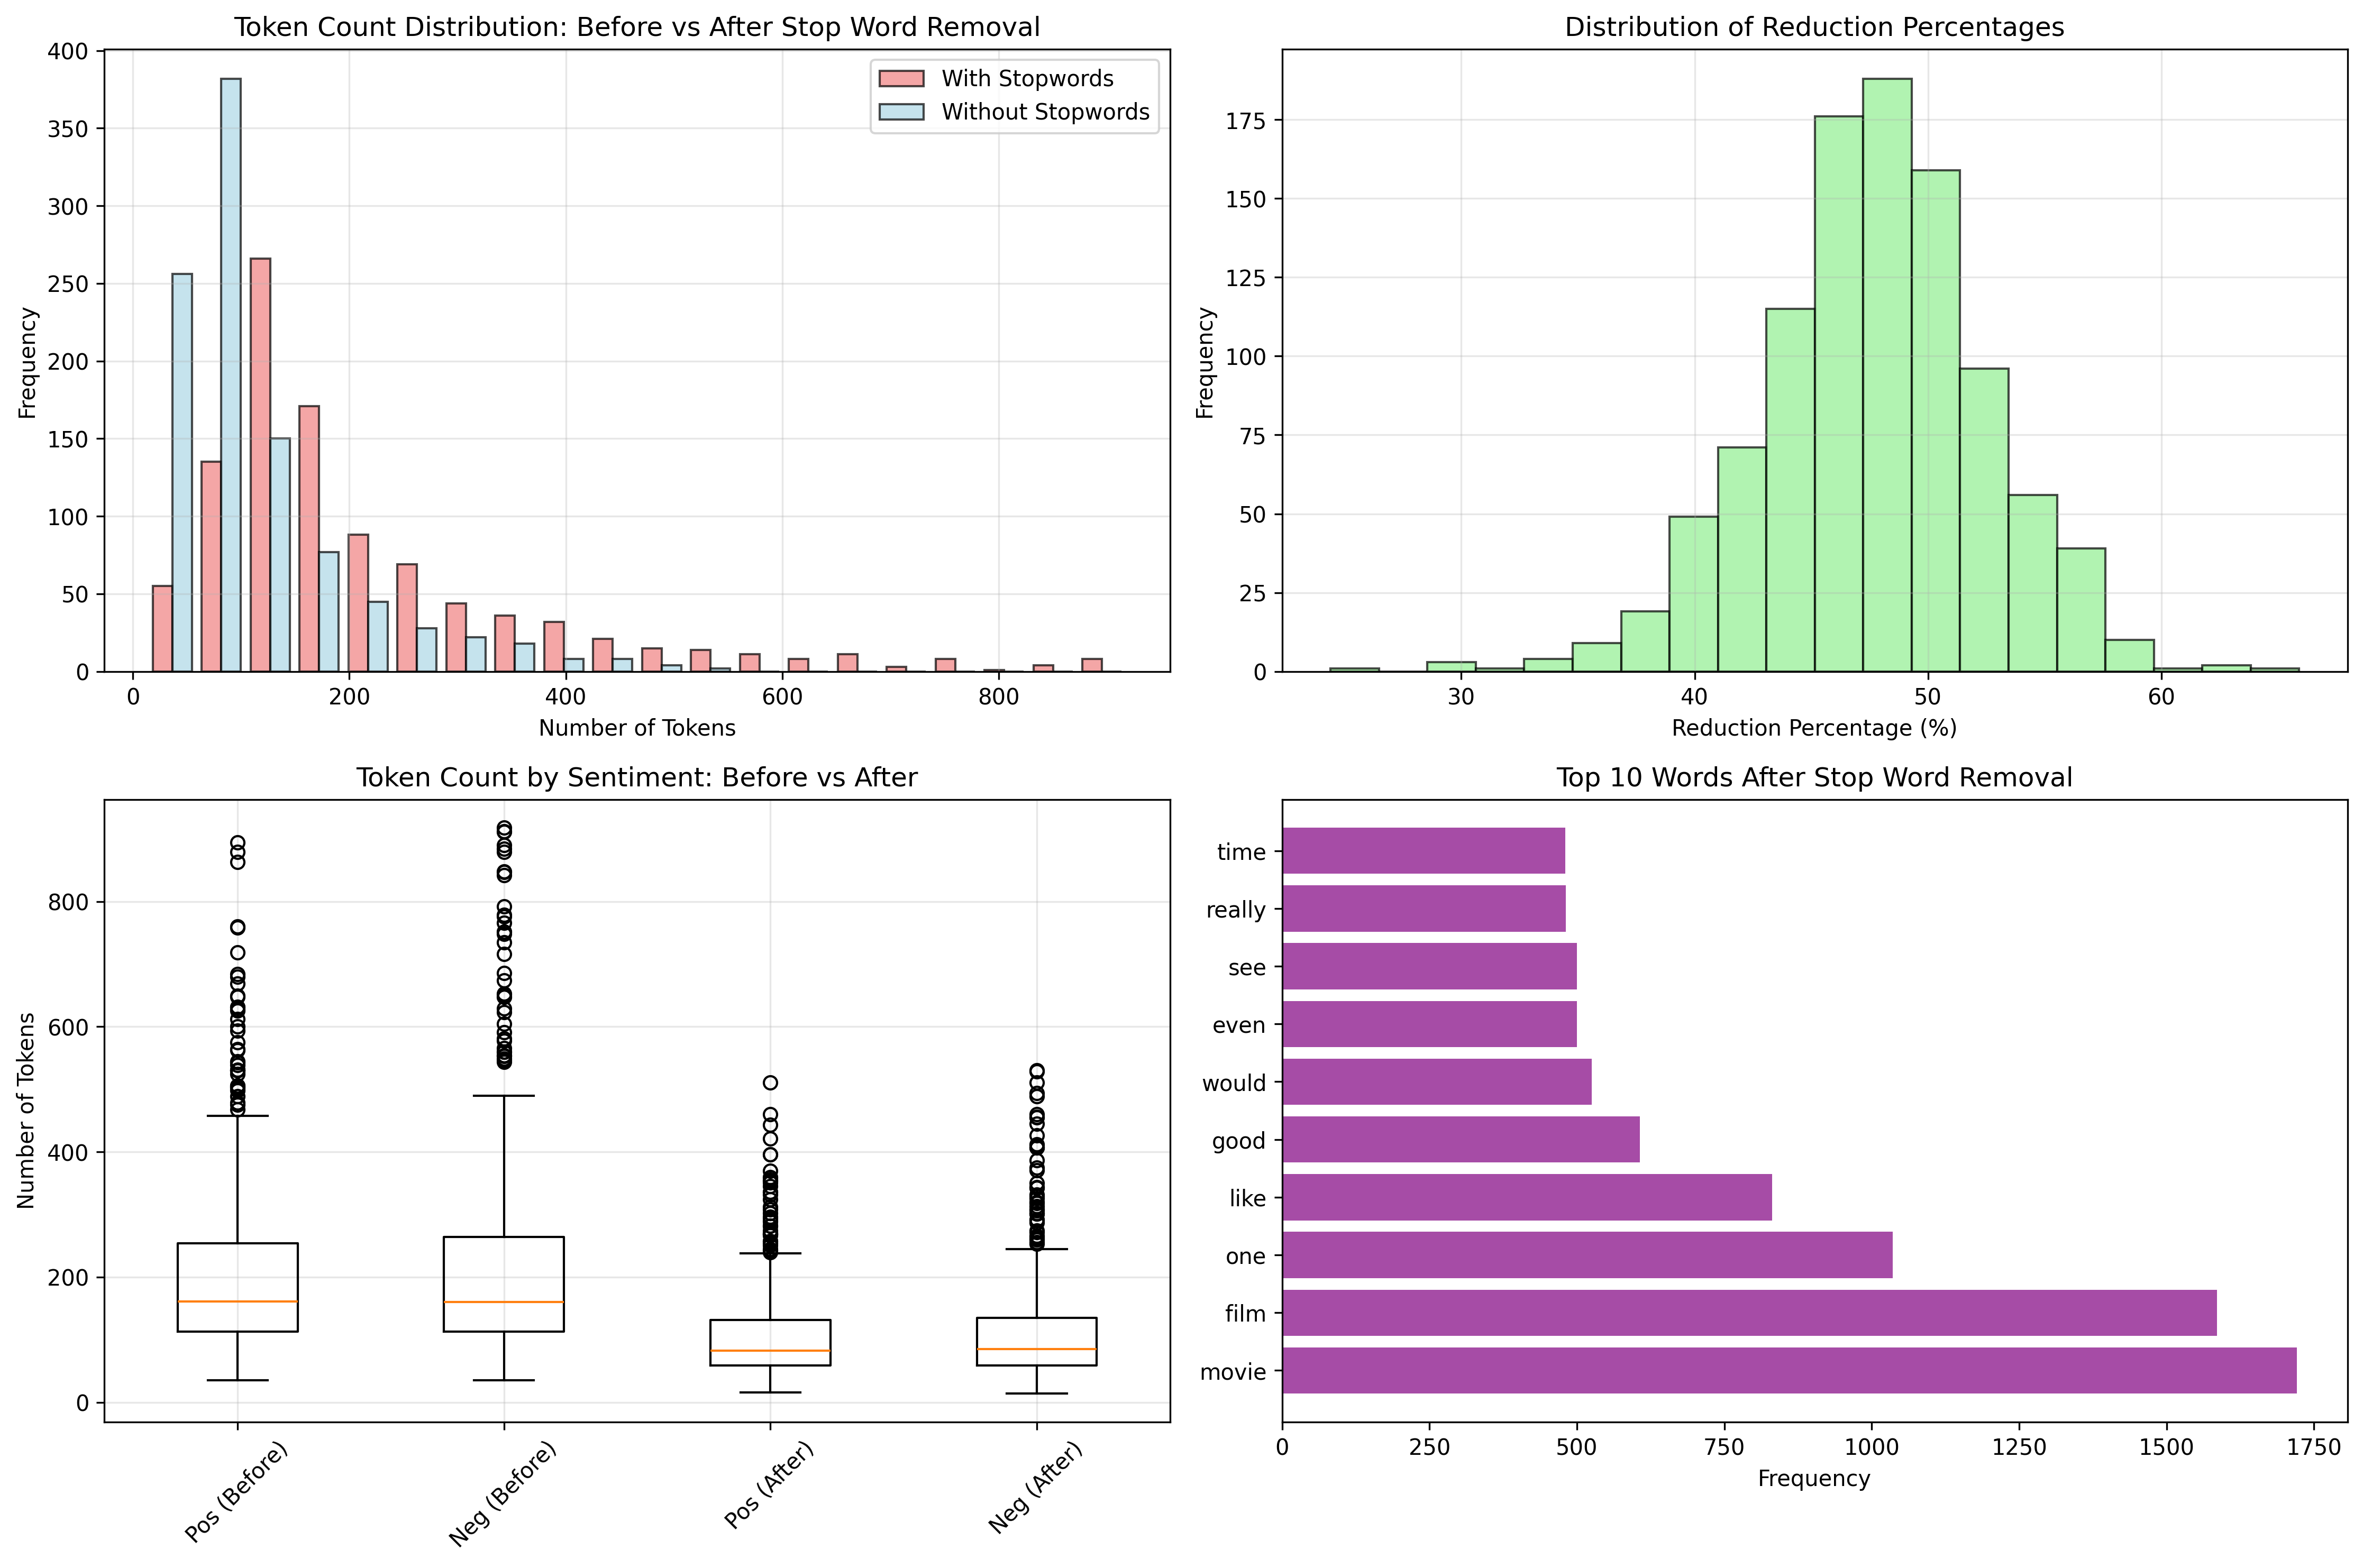 Token Count Distribution: Before vs After Stop Word Removal
With Stopwords
Without Stopwords
400
350
300
250
200
150
100
50
0
Frequency
0 200 400 600 800
Number of Tokens
Distribution of Reduction Percentages
175
150
125
100
75
50
25
0
Frequency
30 40 50 60
Reduction Percentage (%)
Token Count by Sentiment: Before vs After
800
600
400
200
0
Number of Tokens
Pos (Before) Neg (Before) Pos (After) Neg (After)
Top 10 Words After Stop Word Removal
time
really
see
even
would
good
like
one
film
movie
0 250 500 750 1000 1250 1500 1750
Frequency